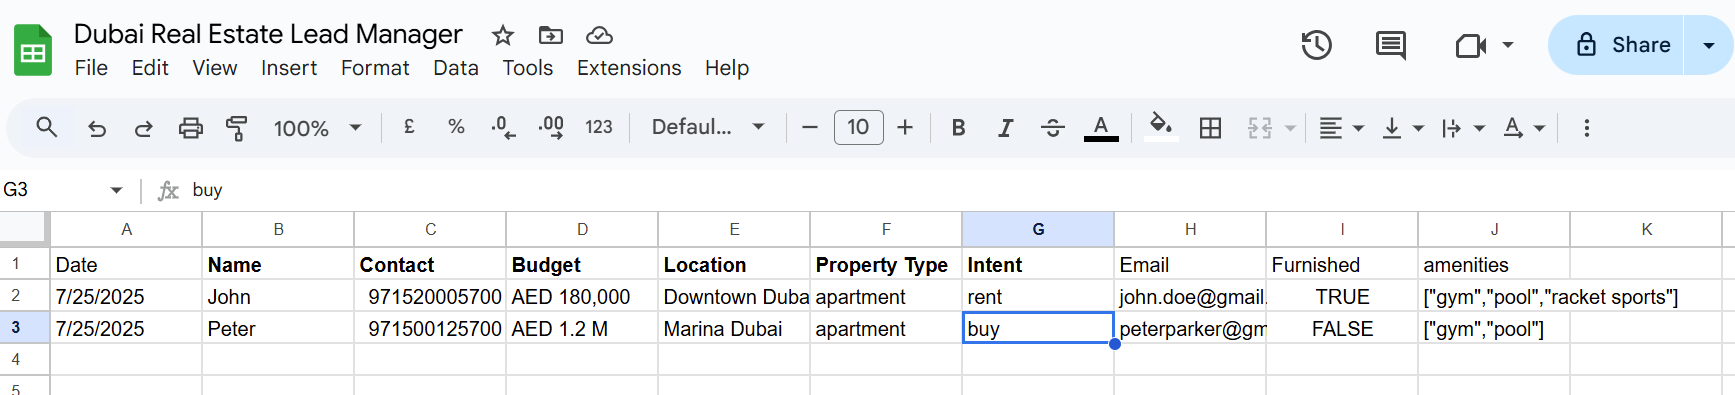 Dubai Real Estate Lead Manager
File Edit View Insert Format Data Tools Extensions Help
Share
100% £ % .0 .00 123 Defaul... 10 B I S A A
G3 fx buy
A B C D E F G H I J K
1 Date Name Contact Budget Location Property Type Intent Email Furnished amenities
2 7/25/2025 John 971520005700 AED 180,000 Downtown Duba apartment rent john.doe@gmail. TRUE ["gym","pool","racket sports"]
3 7/25/2025 Peter 971500125700 AED 1.2 M Marina Dubai apartment buy peterparker@gm FALSE ["gym","pool"]
4
5